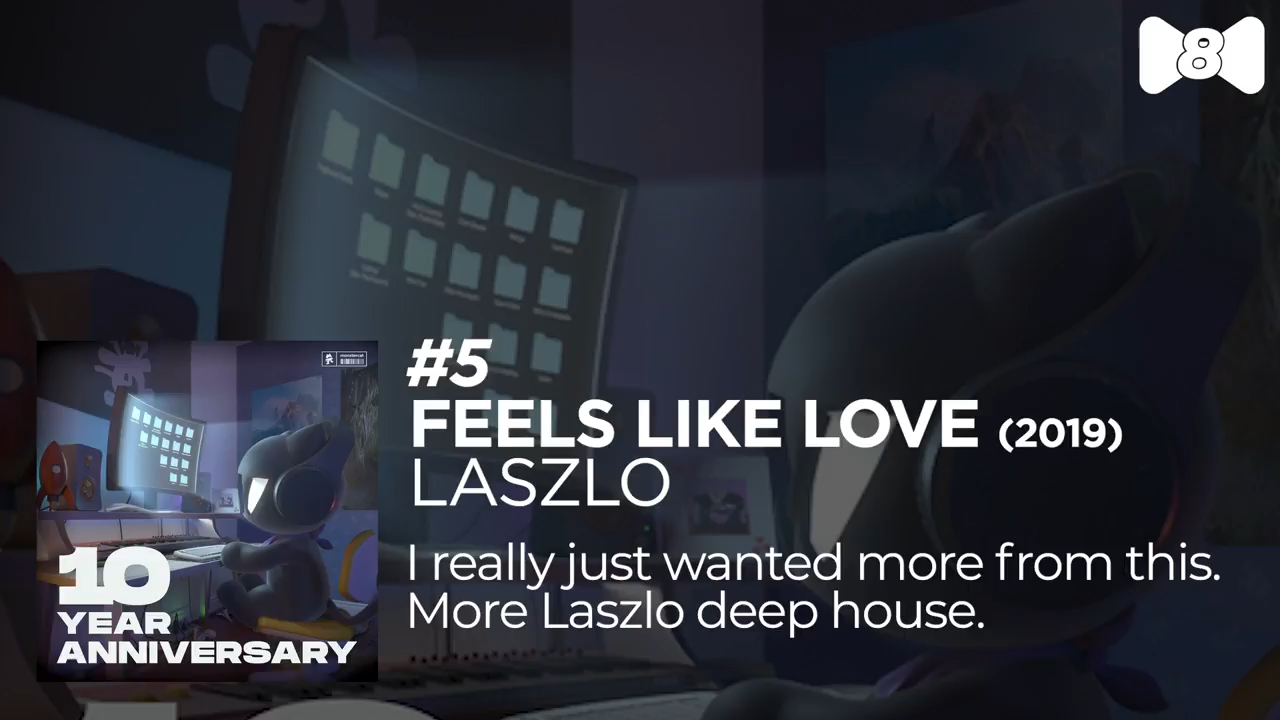 8
#5
FEELS LIKE LOVE (2019)
LASZLO
I really just wanted more from this.
More Laszlo deep house.
monstercat
10
YEAR
ANNIVERSARY